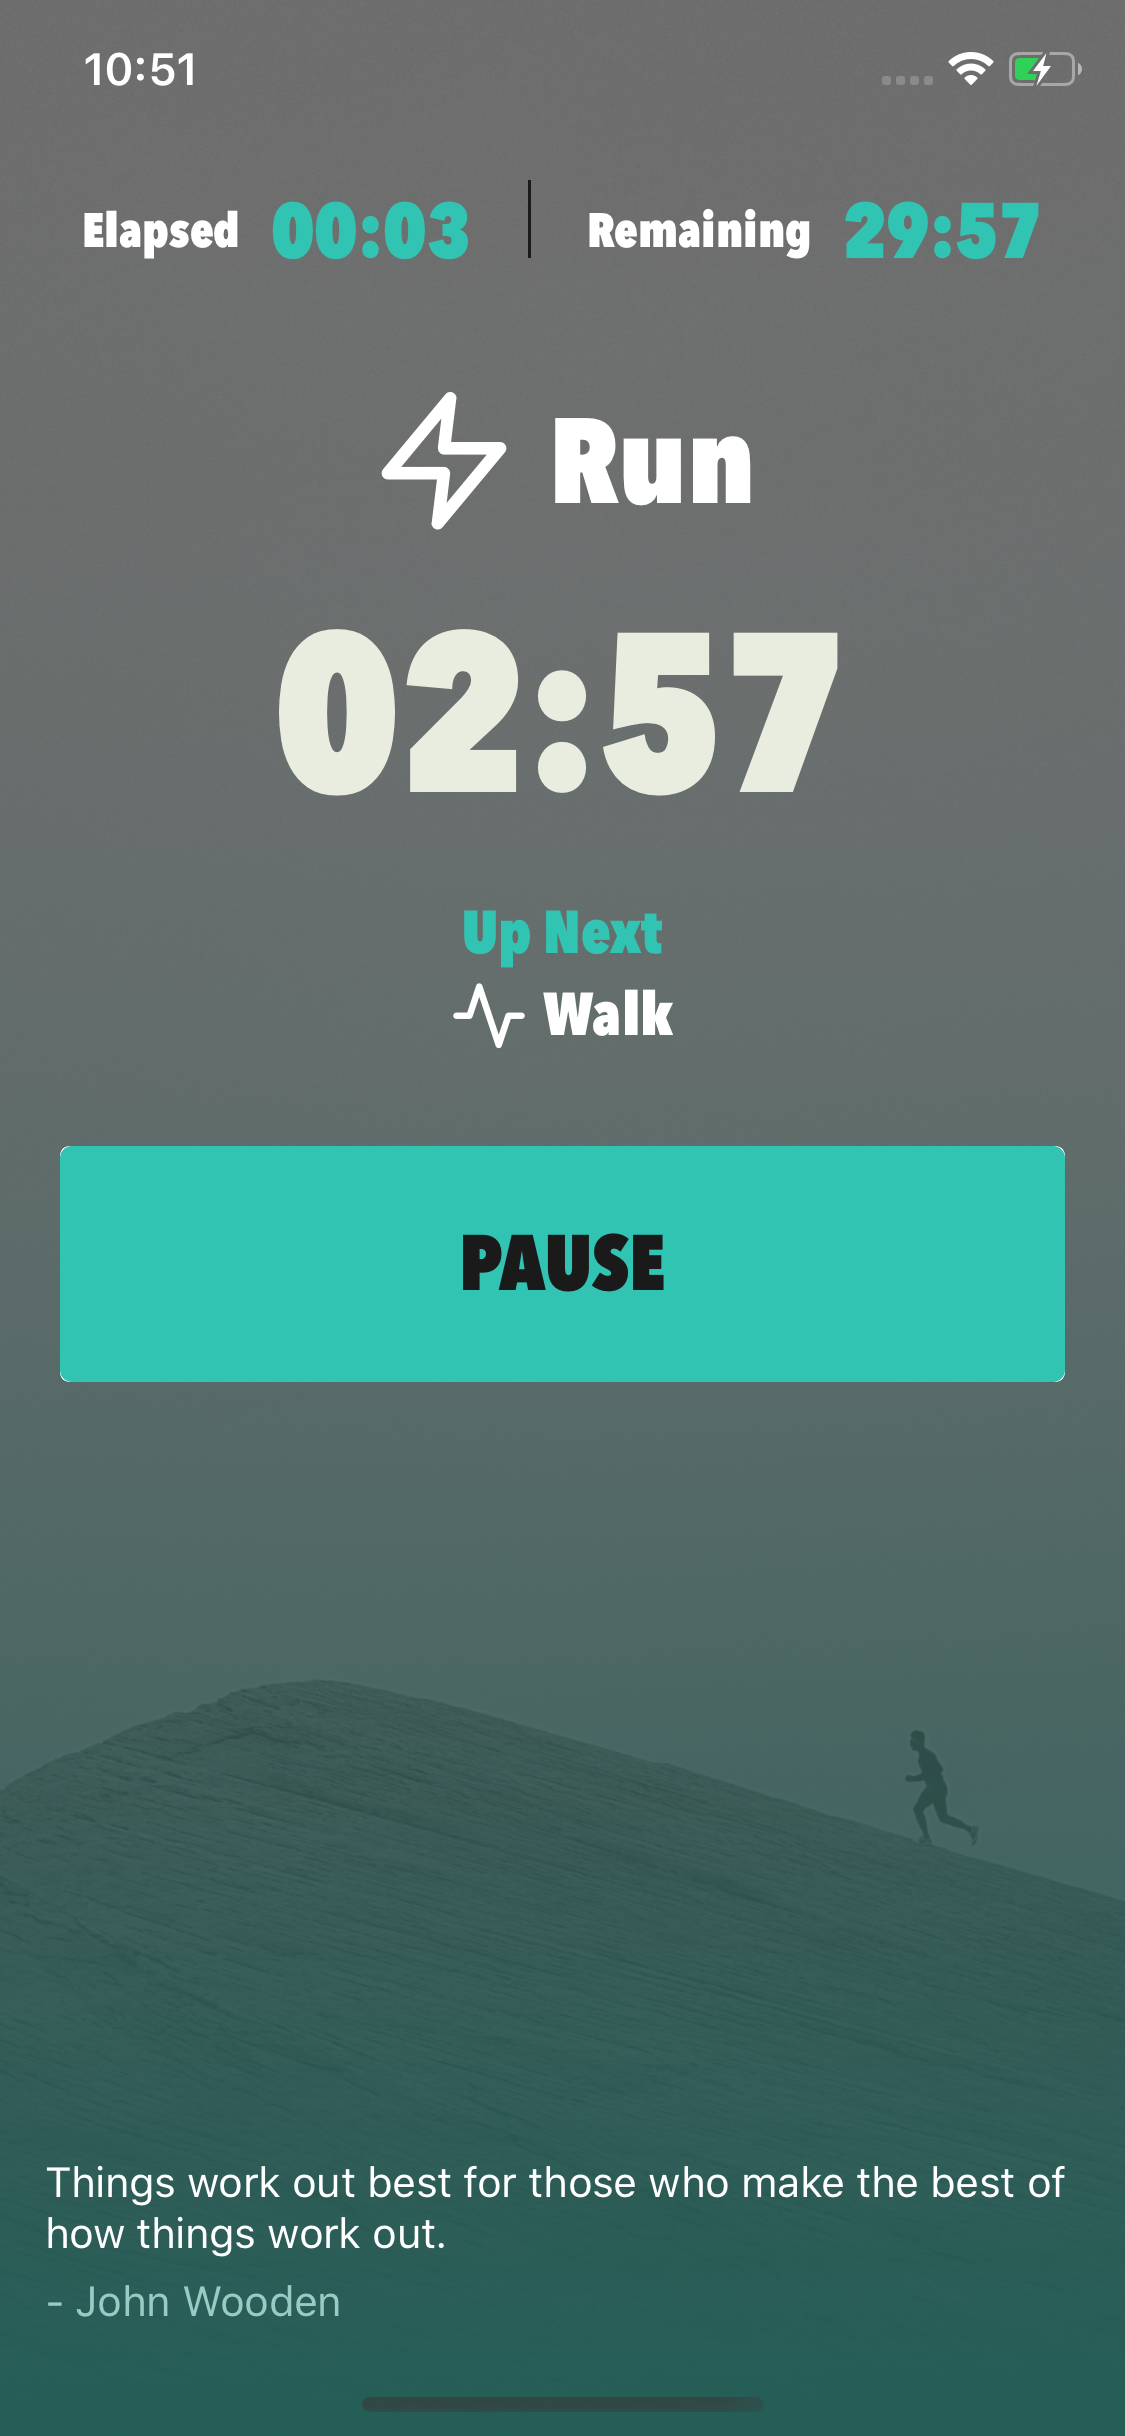 10:51
Elapsed 00:03 Remaining 29:57
Run
02:57
Up Next
Walk
PAUSE
Things work out best for those who make the best of
how things work out.
- John Wooden